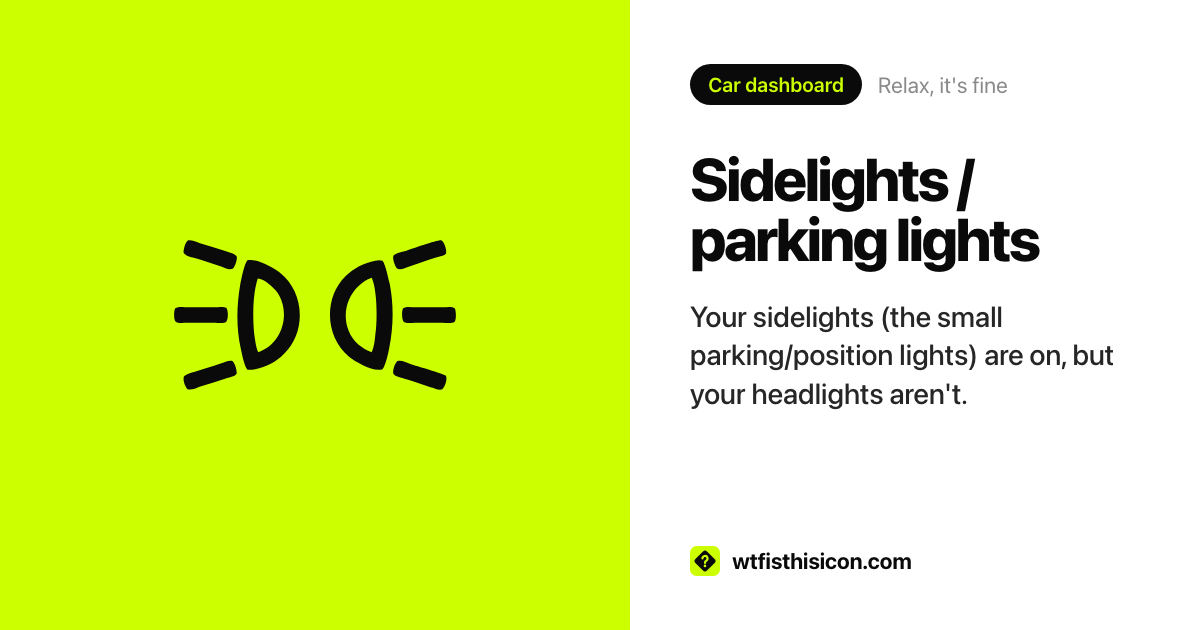 Car dashboard
Relax, it's fine
Sidelights /
parking lights
Your sidelights (the small
parking/position lights) are on, but
your headlights aren't.
?
wtfisthisicon.com